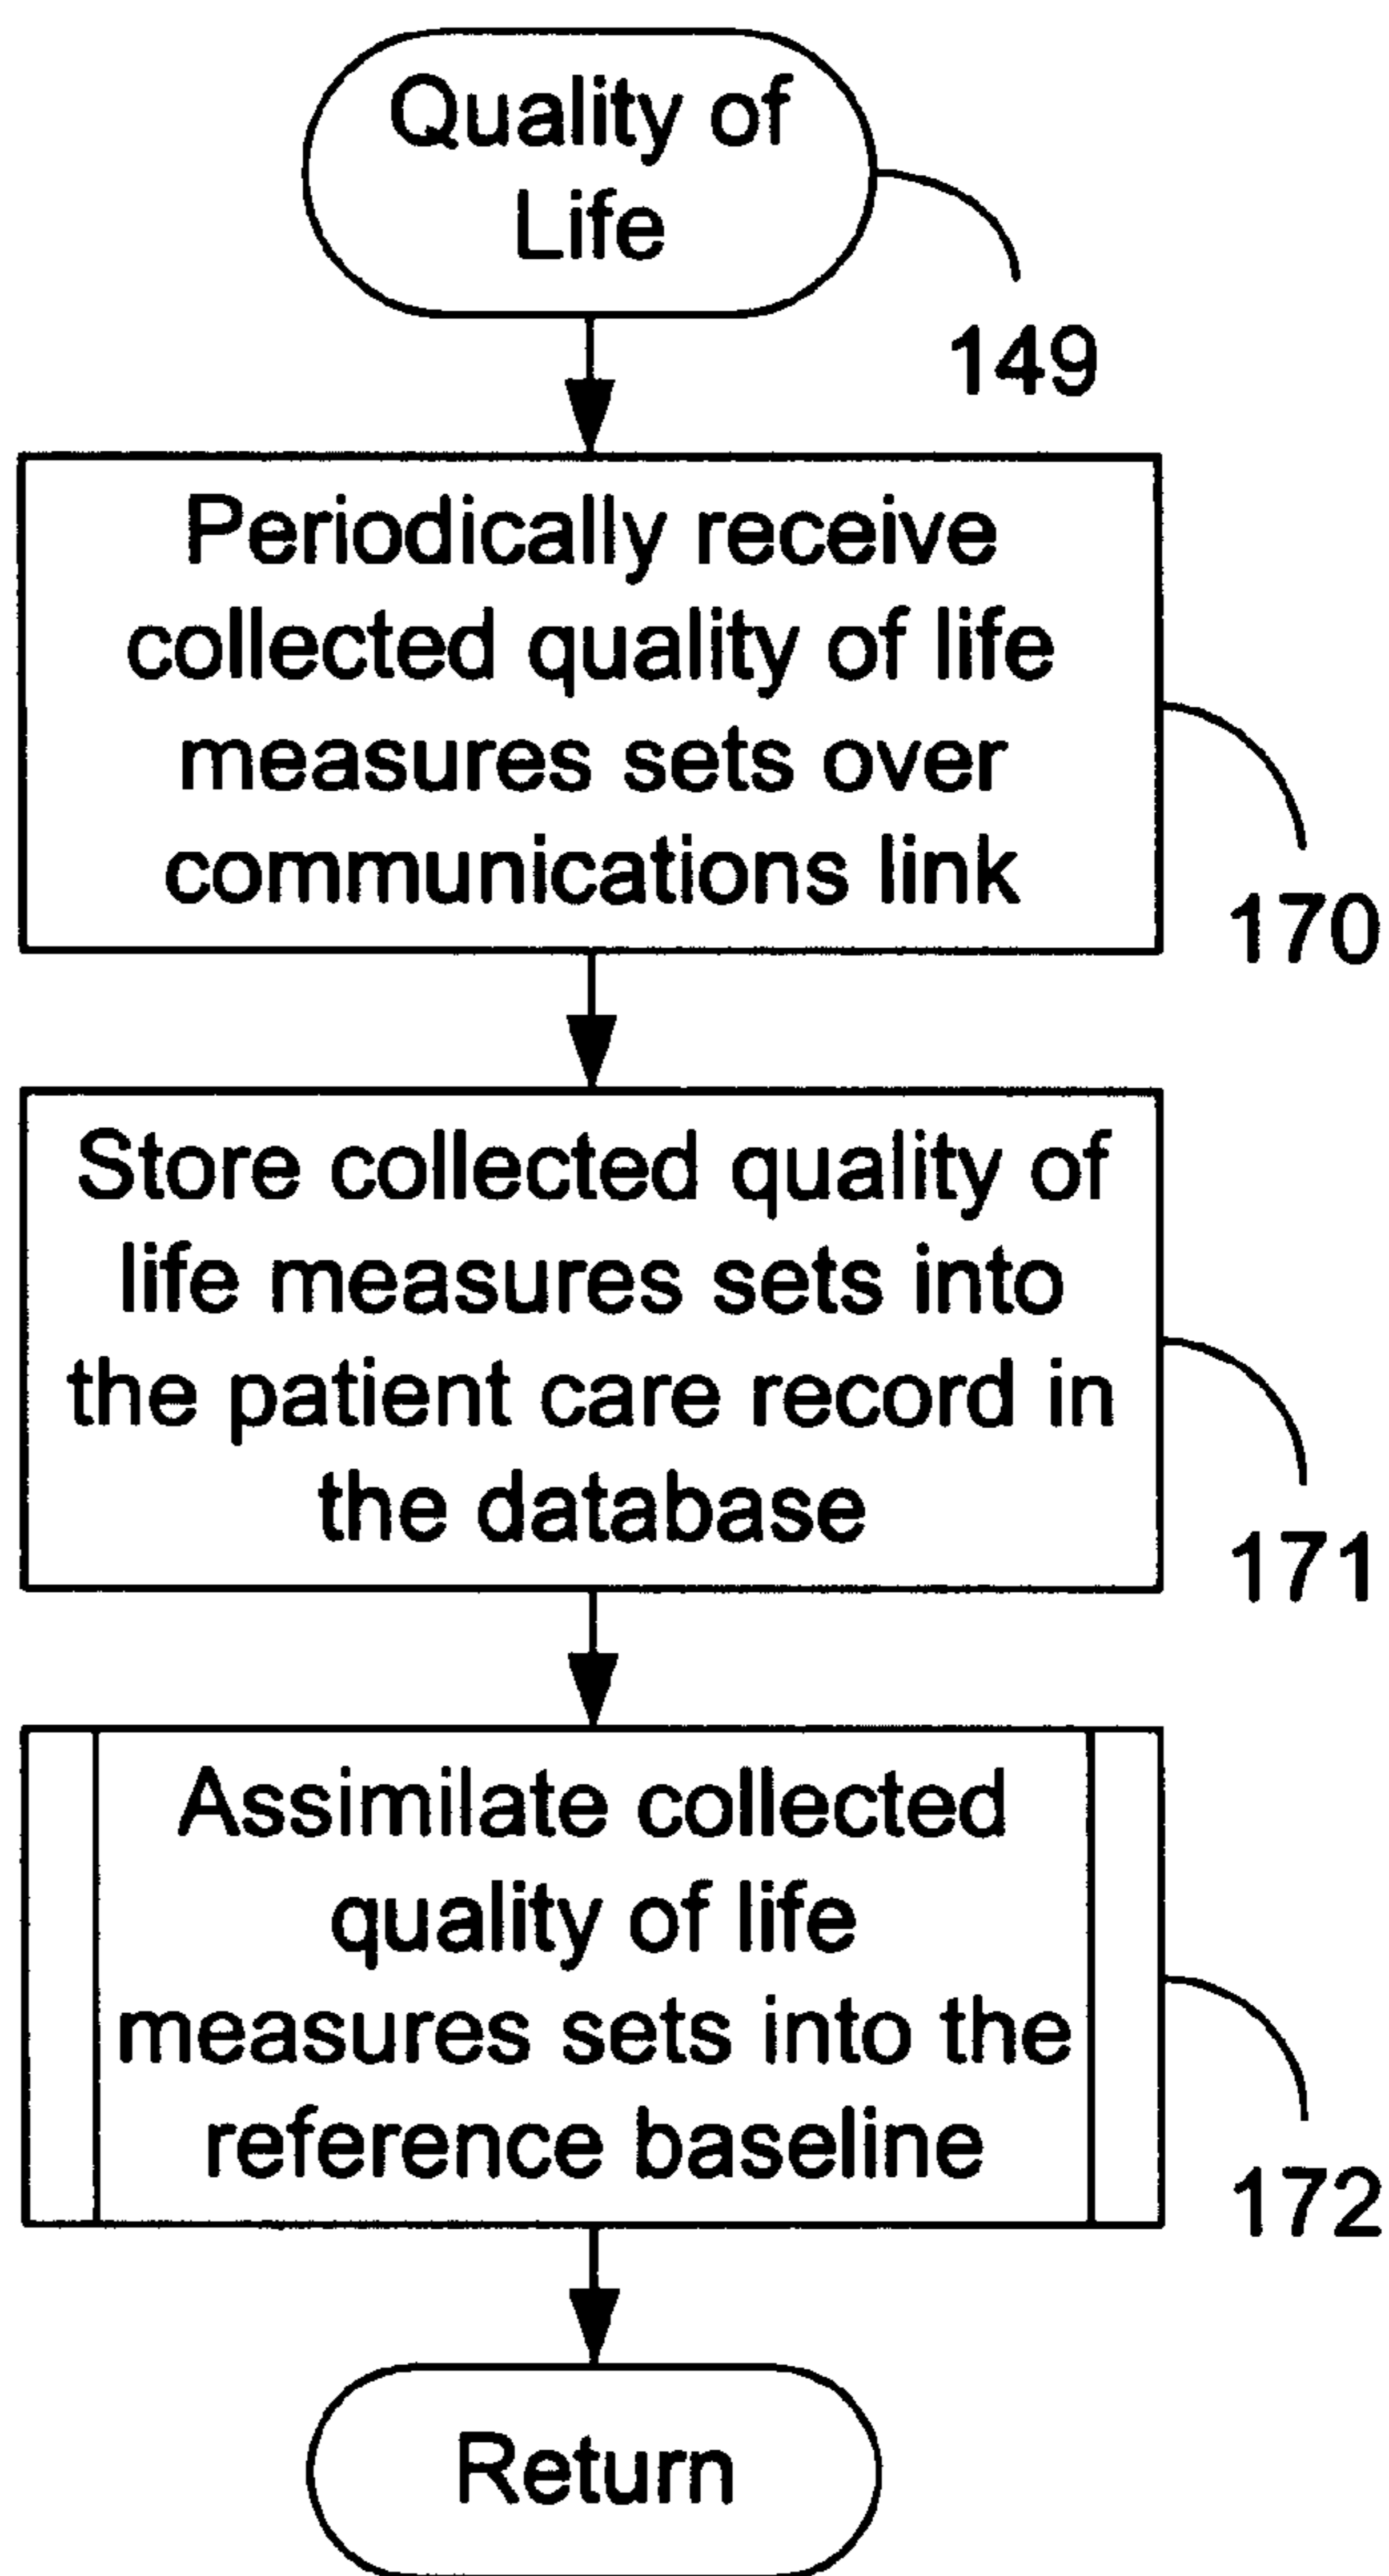 Quality of
Life
149
Periodically receive
collected quality of life
measures sets over
communications link
170
Store collected quality of
life measures sets into
the patient care record in
the database
171
Assimilate collected
quality of life
measures sets into the
reference baseline
172
Return